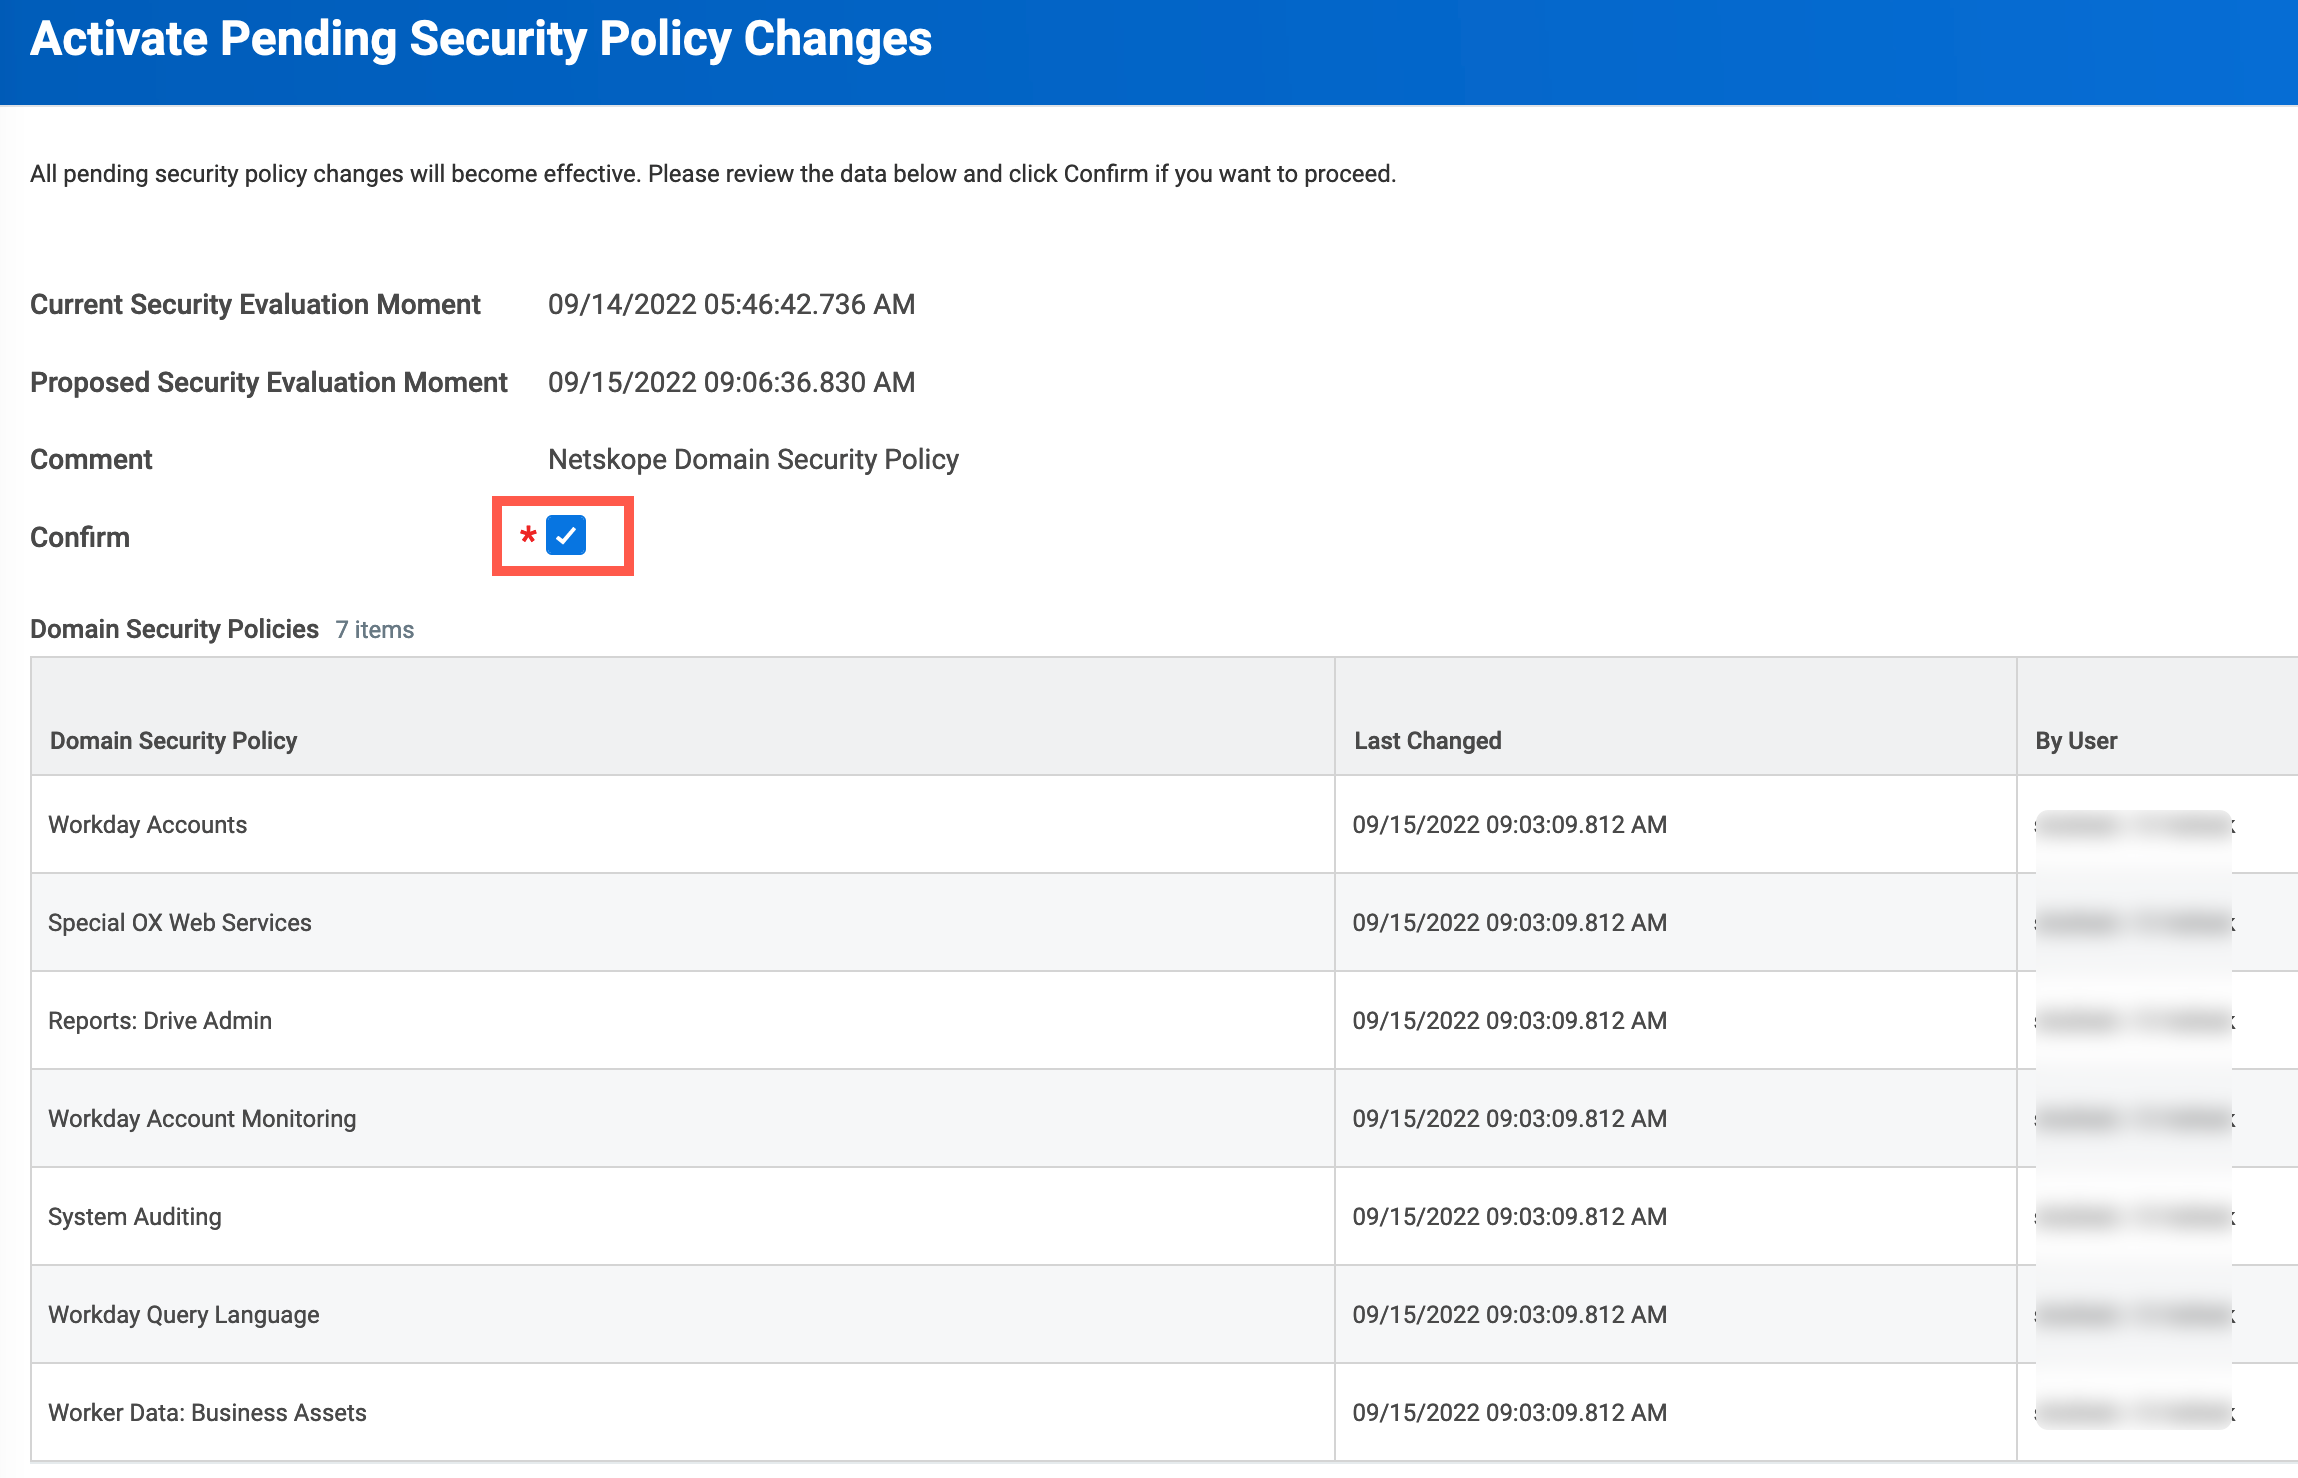 Activate Pending Security Policy Changes
All pending security policy changes will become effective. Please review the data below and click Confirm if you want to proceed.
Current Security Evaluation Moment 09/14/2022 05:46:42.736 AM
Proposed Security Evaluation Moment 09/15/2022 09:06:36.830 AM
Comment Netskope Domain Security Policy
Confirm *
Domain Security Policies 7 items
Domain Security Policy Last Changed By User
Workday Accounts 09/15/2022 09:03:09.812 AM
Special OX Web Services 09/15/2022 09:03:09.812 AM
Reports: Drive Admin 09/15/2022 09:03:09.812 AM
Workday Account Monitoring 09/15/2022 09:03:09.812 AM
System Auditing 09/15/2022 09:03:09.812 AM
Workday Query Language 09/15/2022 09:03:09.812 AM
Worker Data: Business Assets 09/15/2022 09:03:09.812 AM